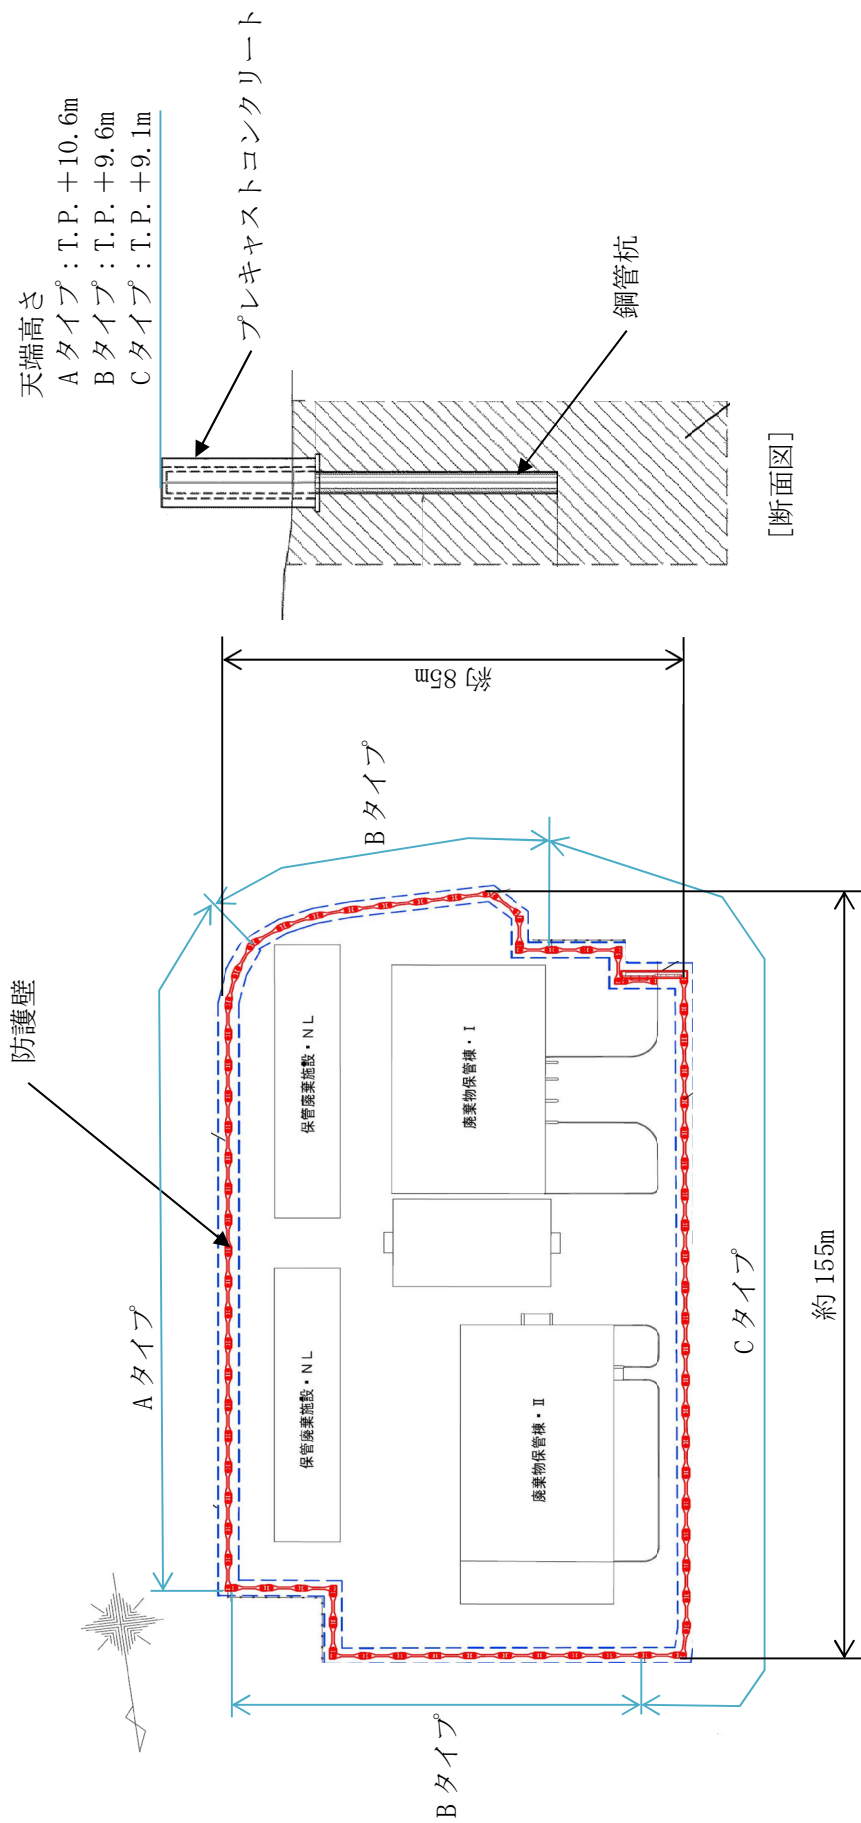 防護壁
Aタイプ
Bタイプ
Bタイプ
Cタイプ
保管廃棄施設・NL
保管廃棄施設・NL
廃棄物保管棟・Ⅰ
廃棄物保管棟・Ⅱ
約155m
約85m
天端高さ
Aタイプ：T.P.＋10.6m
Bタイプ：T.P.＋9.6m
Cタイプ：T.P.＋9.1m
プレキャストコンクリート
鋼管杭
[断面図]